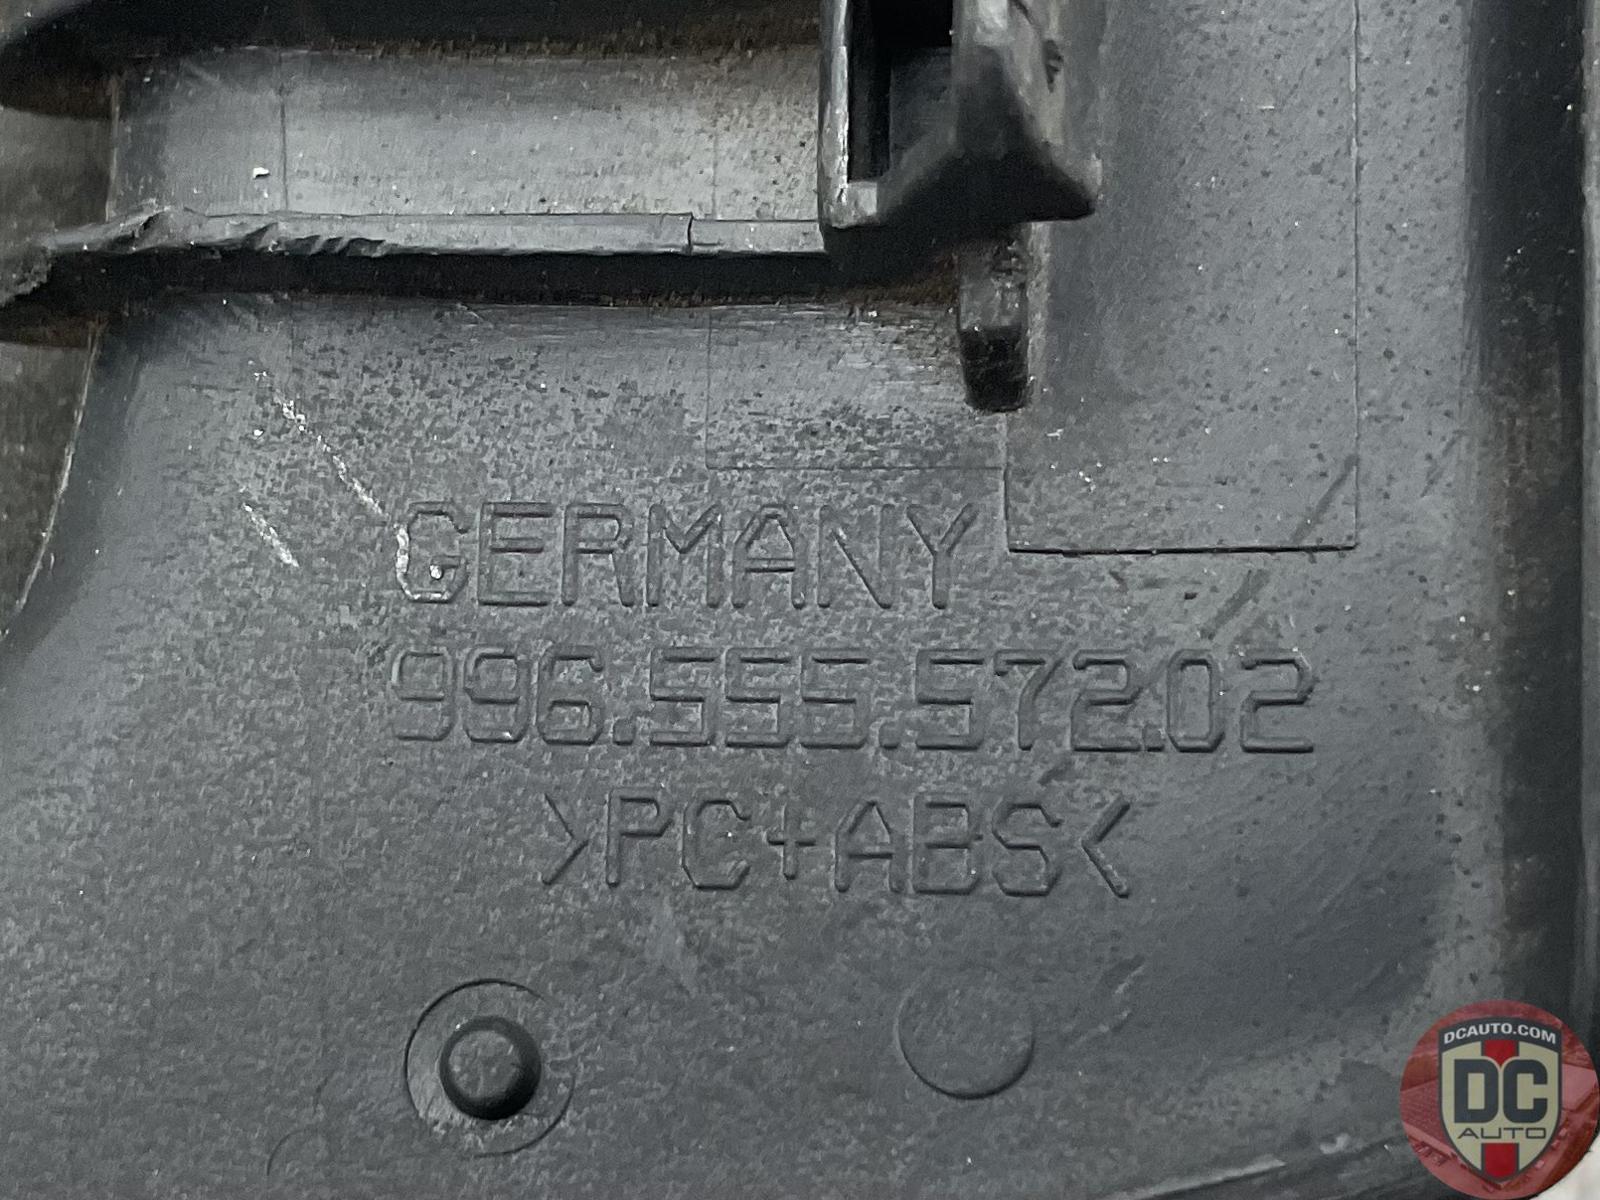 GERMANY
996.555.572.02
>PC+ABS<
DCAUTO.COM
DC
AUTO